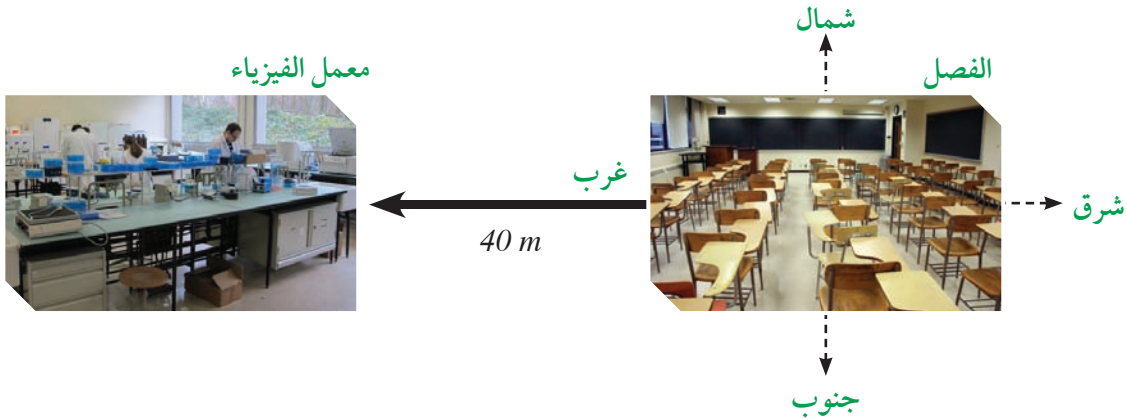 شمال
الفصل
معمل الفيزياء
شرق
غرب
40 m
جنوب